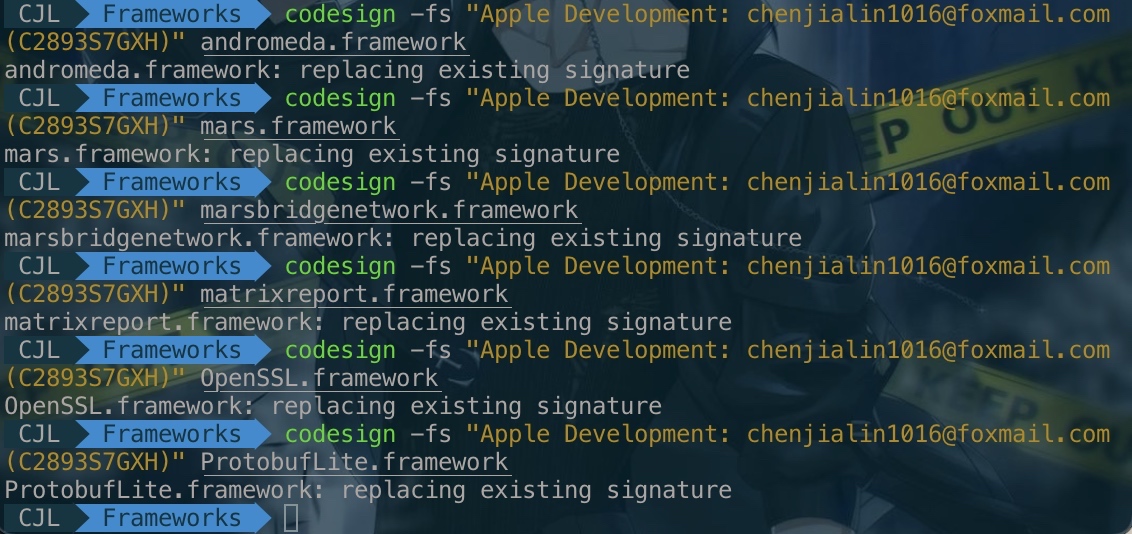 CJL Frameworks codesign -fs "Apple Development: chenjialin1016@foxmail.com
(C2893S7GXH)" andromeda.framework
andromeda.framework: replacing existing signature
CJL Frameworks codesign -fs "Apple Development: chenjialin1016@foxmail.com
(C2893S7GXH)" mars.framework
mars.framework: replacing existing signature
CJL Frameworks codesign -fs "Apple Development: chenjialin1016@foxmail.com
(C2893S7GXH)" marsbridgenetwork.framework
marsbridgenetwork.framework: replacing existing signature
CJL Frameworks codesign -fs "Apple Development: chenjialin1016@foxmail.com
(C2893S7GXH)" matrixreport.framework
matrixreport.framework: replacing existing signature
CJL Frameworks codesign -fs "Apple Development: chenjialin1016@foxmail.com
(C2893S7GXH)" OpenSSL.framework
OpenSSL.framework: replacing existing signature
CJL Frameworks codesign -fs "Apple Development: chenjialin1016@foxmail.com
(C2893S7GXH)" ProtobufLite.framework
ProtobufLite.framework: replacing existing signature
CJL Frameworks
EP OUT KE
KEEP OU